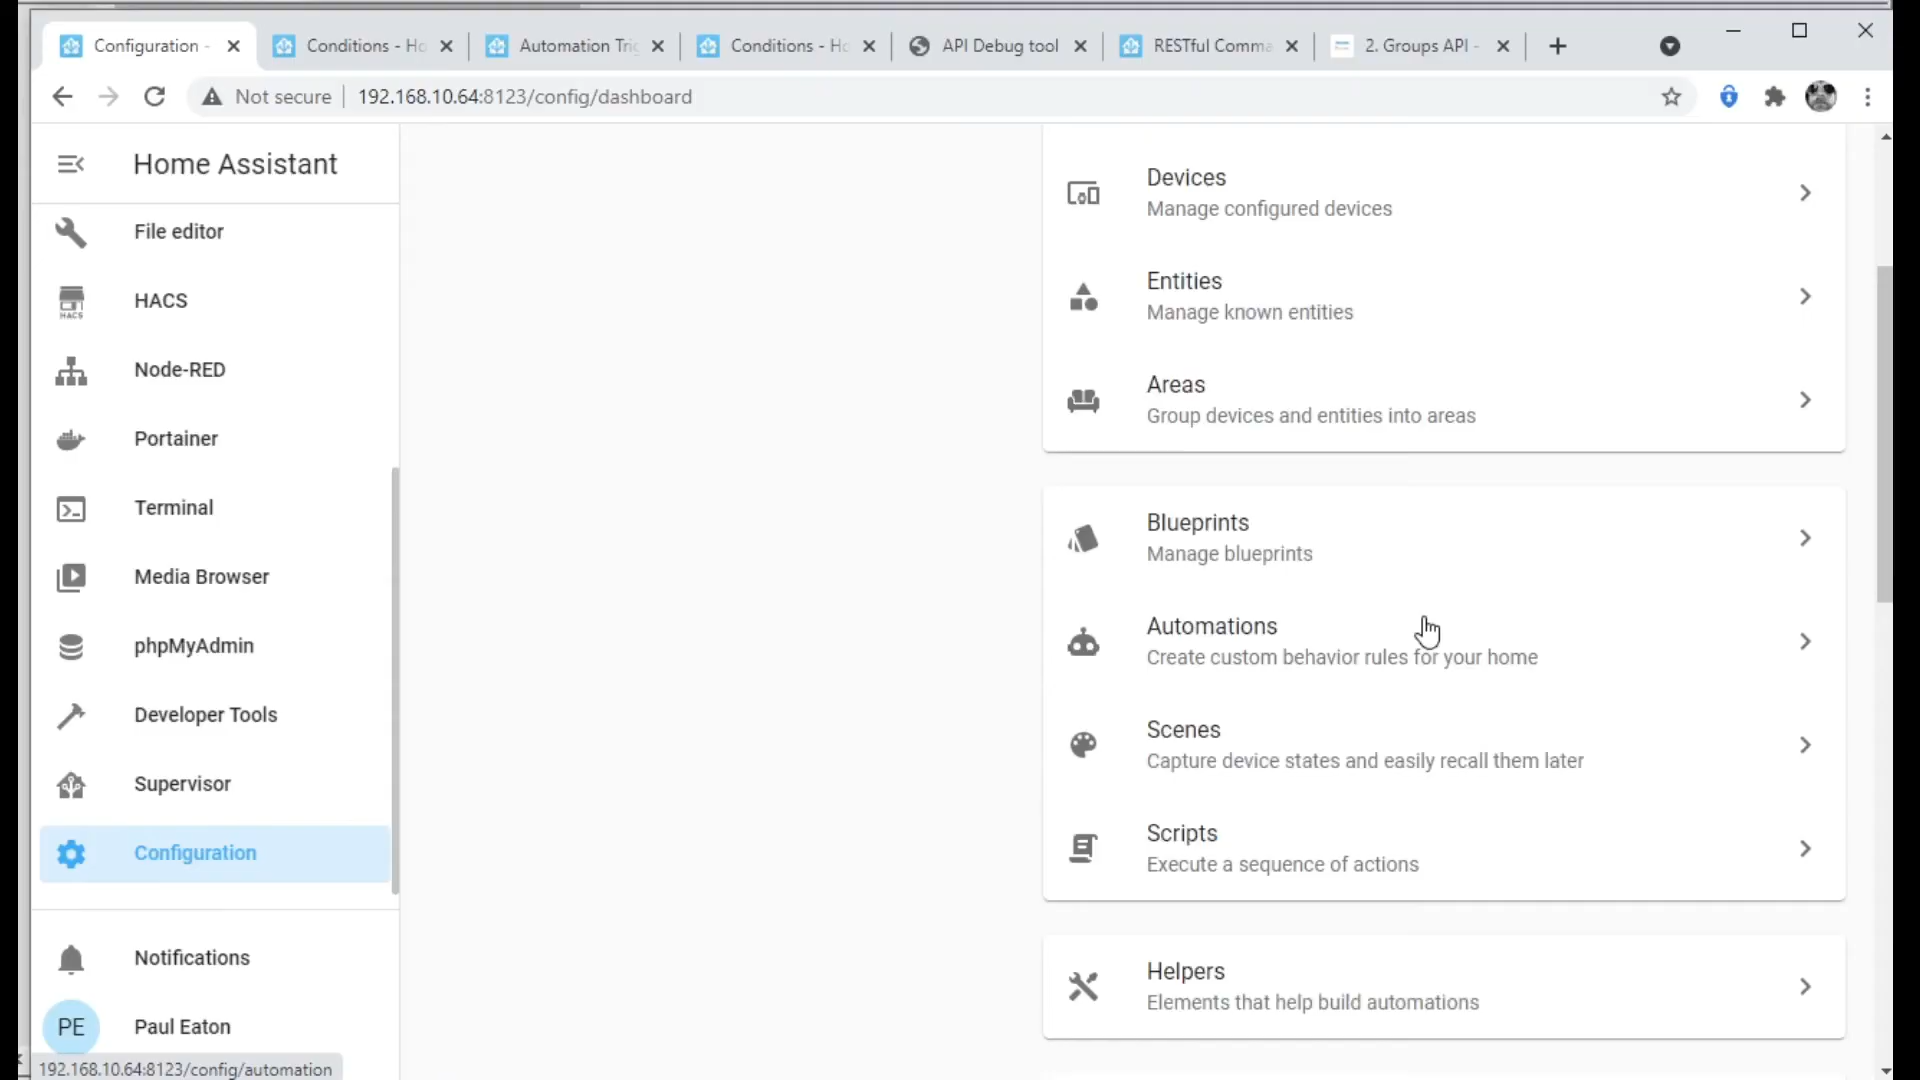 Configuration -
Conditions - Ho
Automation Trig
Conditions - Ho
API Debug tool
RESTful Comma
2. Groups API -
Not secure
192.168.10.64:8123/config/dashboard
Home Assistant
File editor
HACS
HACS
Node-RED
Portainer
Terminal
Media Browser
phpMyAdmin
Developer Tools
Supervisor
Configuration
Notifications
PE
Paul Eaton
192.168.10.64:8123/config/automation
Devices
Manage configured devices
Entities
Manage known entities
Areas
Group devices and entities into areas
Blueprints
Manage blueprints
Automations
Create custom behavior rules for your home
Scenes
Capture device states and easily recall them later
Scripts
Execute a sequence of actions
Helpers
Elements that help build automations